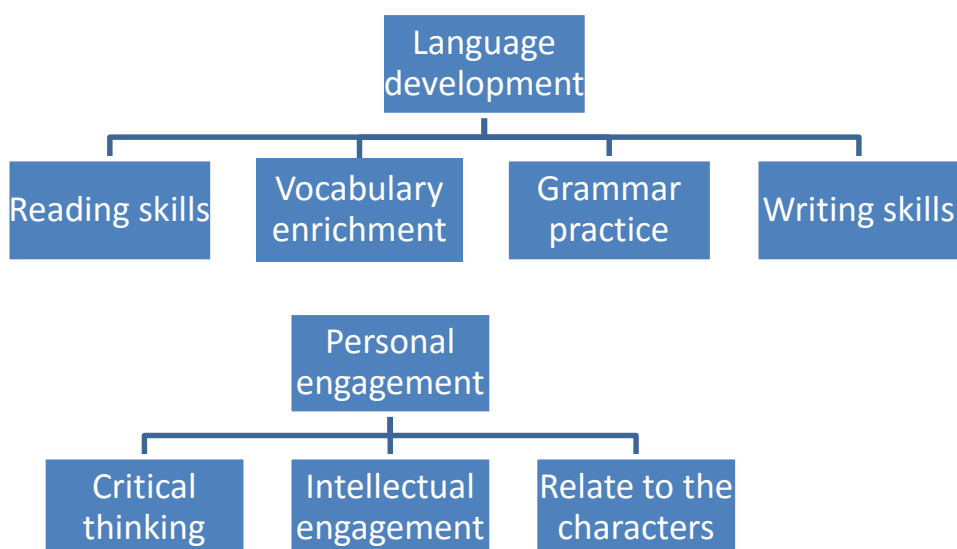 Language
development
Reading skills
Vocabulary
enrichment
Grammar
practice
Writing skills
Personal
engagement
Critical
thinking
Intellectual
engagement
Relate to the
characters